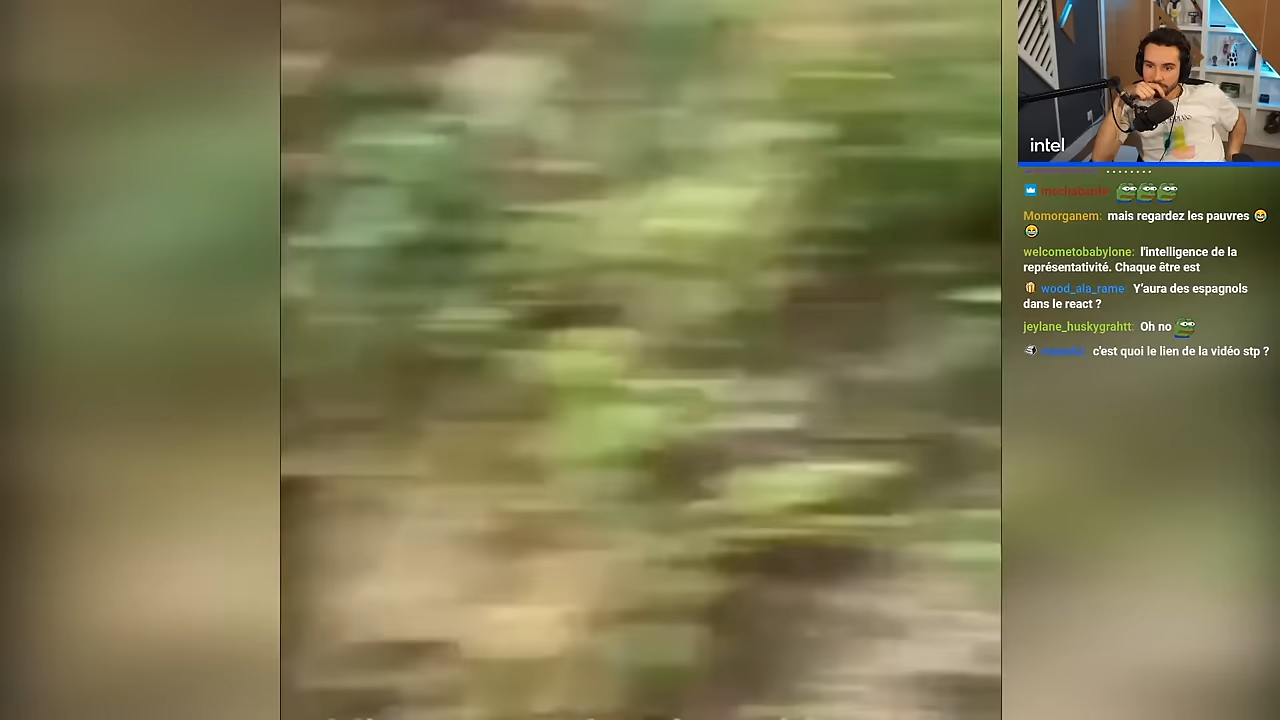 intel
mochabanle
Momorganem: mais regardez les pauvres
welcometobabylone: l'intelligence de la
représentativité. Chaque être est
wood_ala_rame Y'aura des espagnols
dans le react ?
jeylane_huskygrahtt: Oh no
c'est quoi le lien de la vidéo stp ?